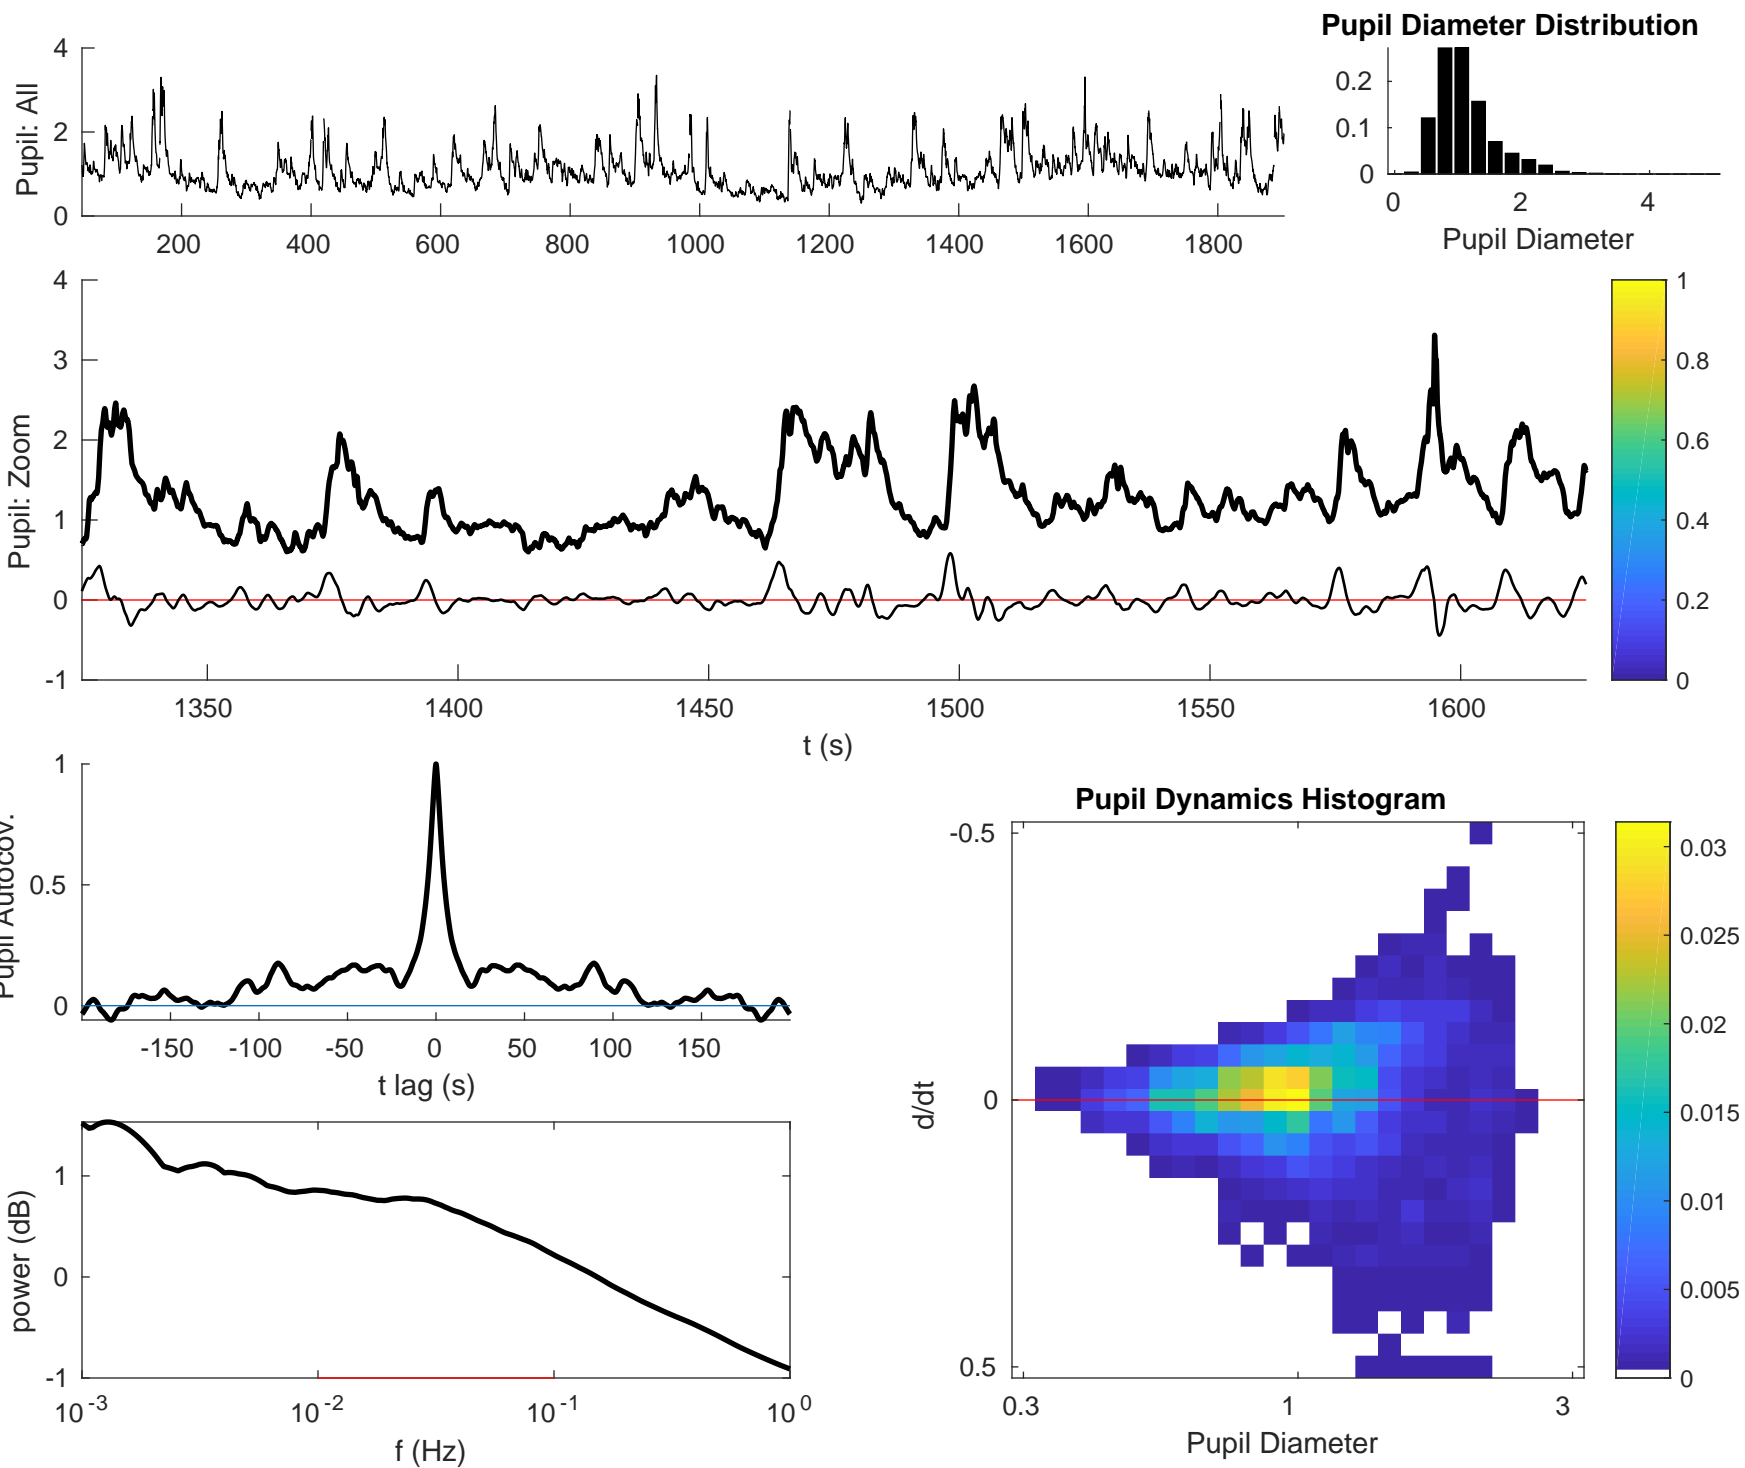 Pupil Diameter Distribution
Pupil: All
4
2
0
200 400 600 800 1000 1200 1400 1600 1800
0.2
0.1
0
0 2 4
Pupil Diameter
Pupil: Zoom
4
3
2
1
0
-1
1350 1400 1450 1500 1550 1600
t (s)
1
0.8
0.6
0.4
0.2
0
Pupil Autocov.
1
0.5
0
-150 -100 -50 0 50 100 150
t lag (s)
power (dB)
1
0
-1
10-3 10-2 10-1 100
f (Hz)
Pupil Dynamics Histogram
d/dt
-0.5
0
0.5
0.3 1 3
Pupil Diameter
0.03
0.025
0.02
0.015
0.01
0.005
0